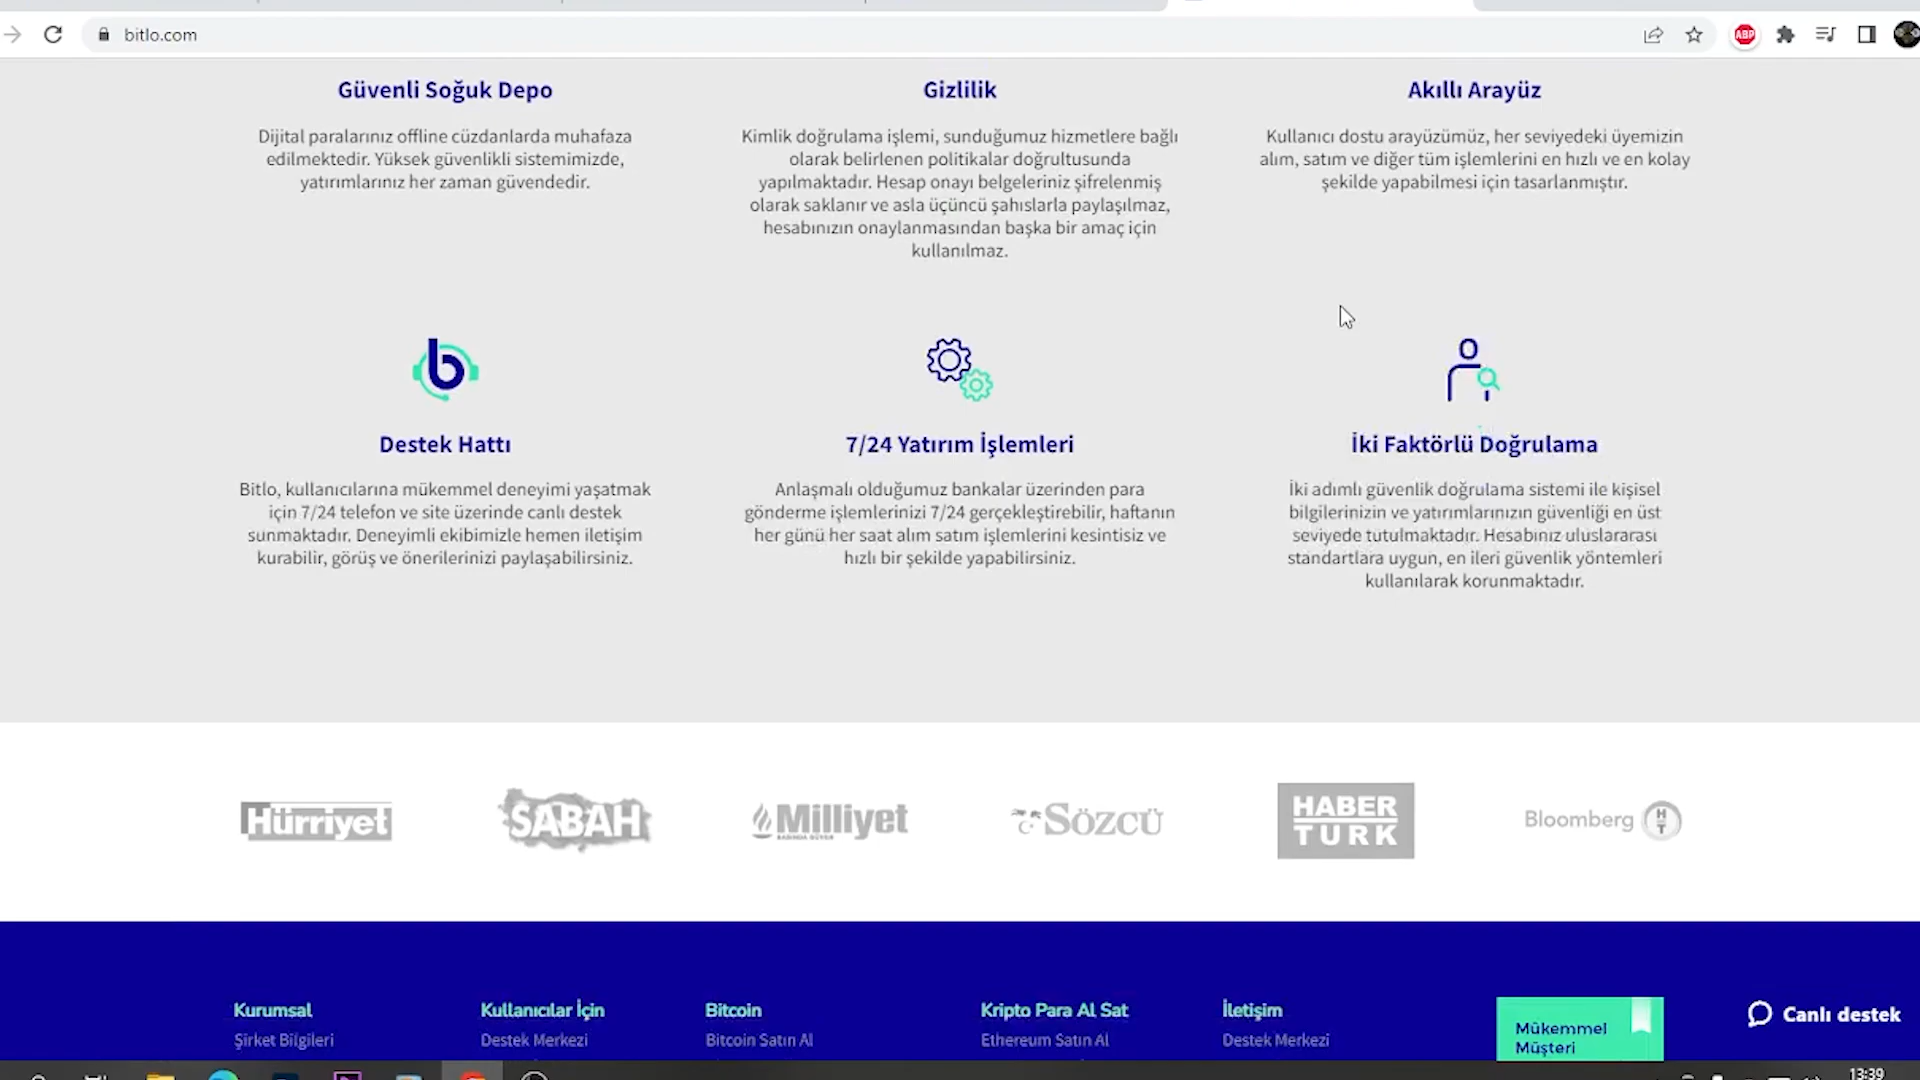 bitlo.com
ABP
Güvenli Soğuk Depo
Dijital paralarınız offline cüzdanlarda muhafaza
edilmektedir. Yüksek güvenlikli sistemimizde,
yatırımlarınız her zaman güvendedir.
Gizlilik
Kimlik doğrulama işlemi, sunduğumuz hizmetlere bağlı
olarak belirlenen politikalar doğrultusunda
yapılmaktadır. Hesap onayı belgeleriniz şifrelenmiş
olarak saklanır ve asla üçüncü şahıslarla paylaşılmaz,
hesabınızın onaylanmasından başka bir amaç için
kullanılmaz.
Akıllı Arayüz
Kullanıcı dostu arayüzümüz, her seviyedeki üyemizin
alım, satım ve diğer tüm işlemlerini en hızlı ve en kolay
şekilde yapabilmesi için tasarlanmıştır.
Destek Hattı
Bitlo, kullanıcılarına mükemmel deneyimi yaşatmak
için 7/24 telefon ve site üzerinde canlı destek
sunmaktadır. Deneyimli ekibimizle hemen iletişim
kurabilir, görüş ve önerilerinizi paylaşabilirsiniz.
7/24 Yatırım İşlemleri
Anlaşmalı olduğumuz bankalar üzerinden para
gönderme işlemlerinizi 7/24 gerçekleştirebilir, haftanın
her günü her saat alım satım işlemlerini kesintisiz ve
hızlı bir şekilde yapabilirsiniz.
İki Faktörlü Doğrulama
İki adımlı güvenlik doğrulama sistemi ile kişisel
bilgilerinizin ve yatırımlarınızın güvenliği en üst
seviyede tutulmaktadır. Hesabınız uluslararası
standartlara uygun, en ileri güvenlik yöntemleri
kullanılarak korunmaktadır.
Hürriyet
SABAH
Milliyet
BASINDA GÜVEN
SÖZCÜ
HABER
TURK
Bloomberg HT
Kurumsal
Şirket Bilgileri
Kullanıcılar İçin
Destek Merkezi
Bitcoin
Bitcoin Satın Al
Kripto Para Al Sat
Ethereum Satın Al
İletişim
Destek Merkezi
Mükemmel
Müşteri
Canlı destek
13:39